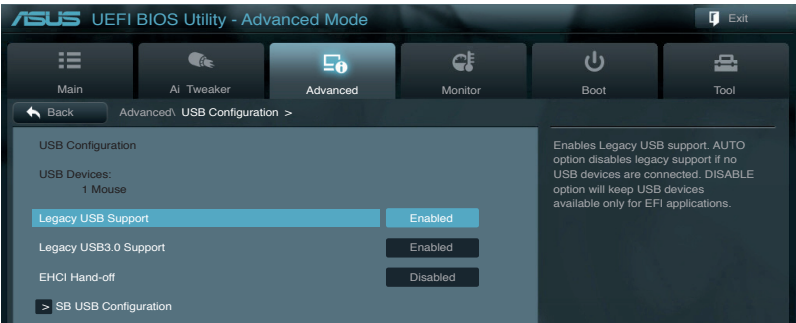 ASUS UEFI BIOS Utility - Advanced Mode
Exit
Main
Ai Tweaker
Advanced
Monitor
Boot
Tool
Back
Advanced\ USB Configuration >
USB Configuration
USB Devices:
1 Mouse
Legacy USB Support Enabled
Legacy USB3.0 Support Enabled
EHCI Hand-off Disabled
> SB USB Configuration
Enables Legacy USB support. AUTO
option disables legacy support if no
USB devices are connected. DISABLE
option will keep USB devices
available only for EFI applications.